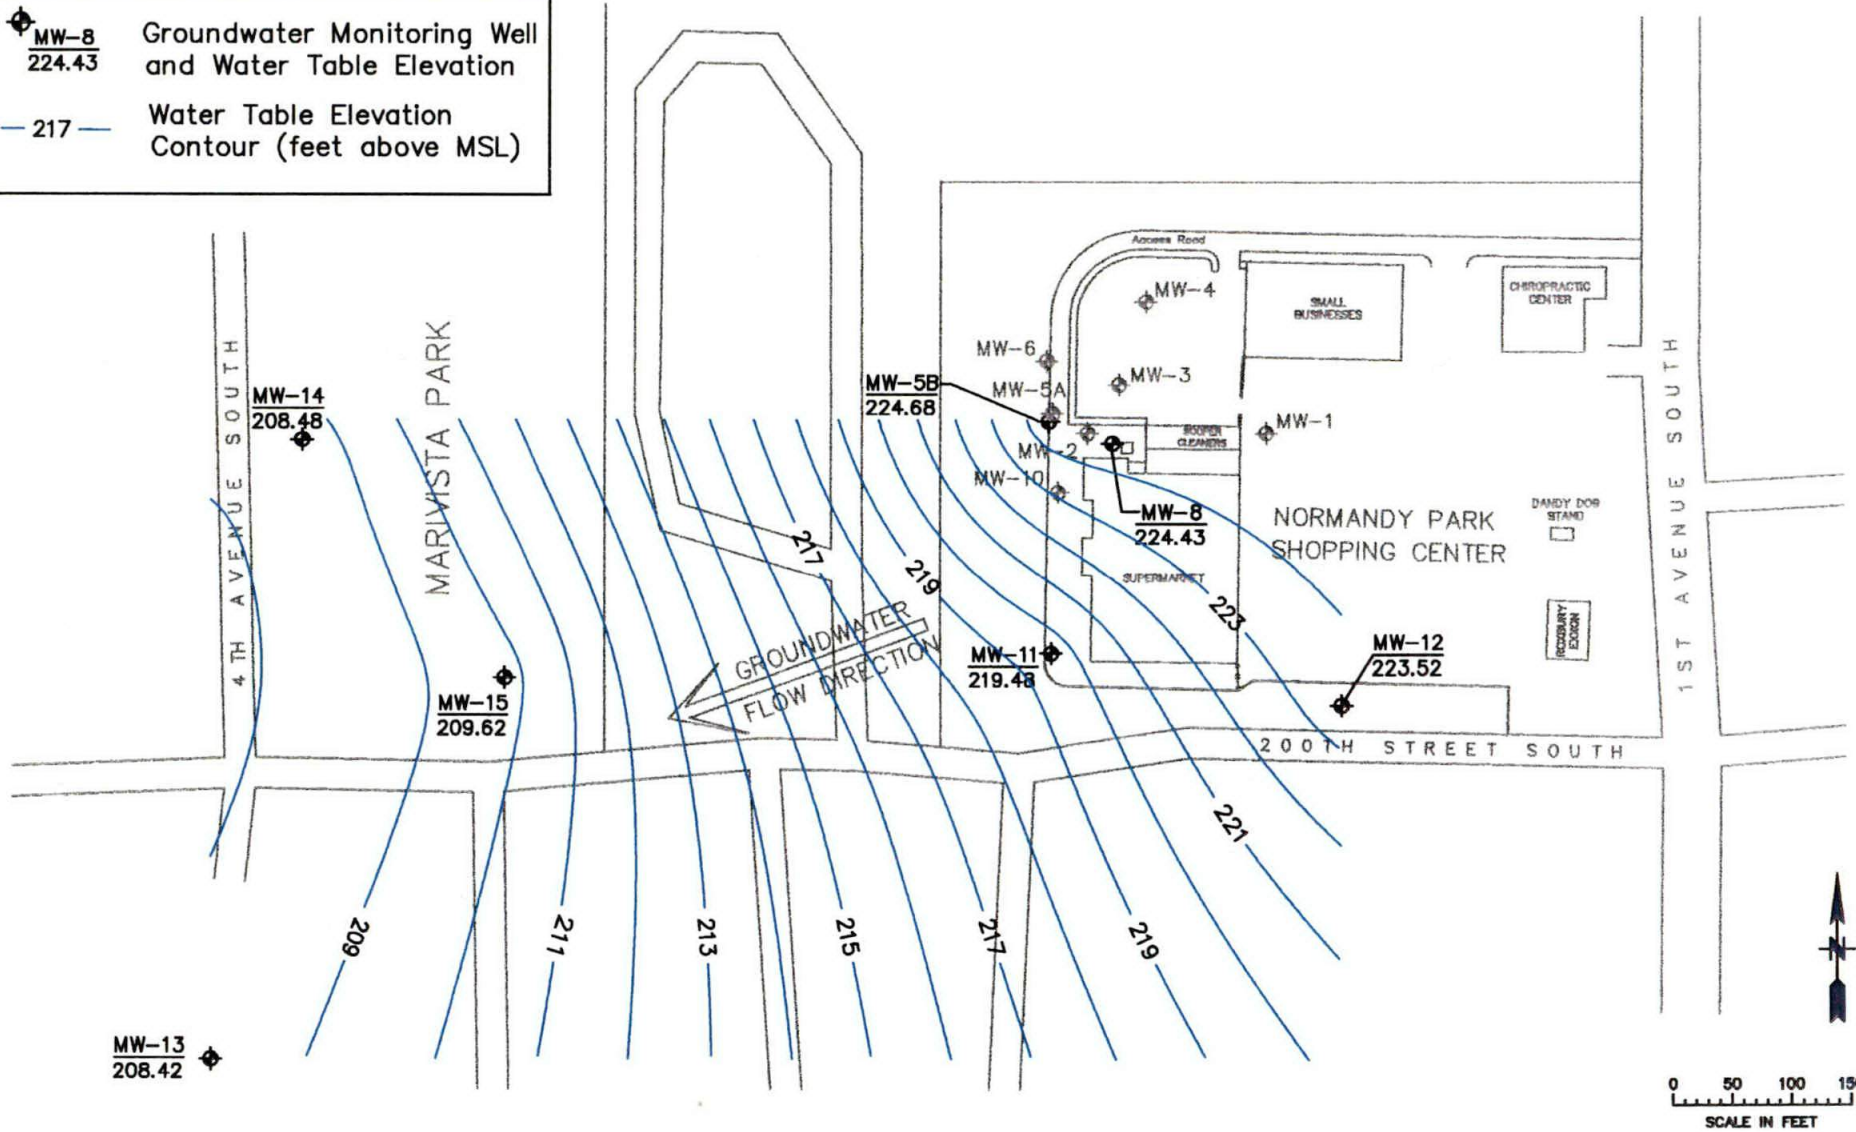 MW-8
224.43
Groundwater Monitoring Well
and Water Table Elevation
217
Water Table Elevation
Contour (feet above MSL)
Access Road
MW-4
SMALL
BUSINESSES
CHIROPRACTIC
CENTER
MW-6
MW-3
MW-5B
224.68
MW-5A
MW-14
208.48
4TH AVENUE SOUTH
MARIVISTA PARK
MW-1
CLEANERS
MW-2
MW-10
MW-8
224.43
NORMANDY PARK
SHOPPING CENTER
DANDY DOG
STAND
1ST AVENUE SOUTH
217
219
SUPERMARKET
223
ROXBURY
EXXON
GROUNDWATER
FLOW DIRECTION
MW-11
219.48
MW-12
223.52
MW-15
209.62
200TH STREET SOUTH
221
209
211
213
215
217
219
N
MW-13
208.42
0 50 100 15
SCALE IN FEET